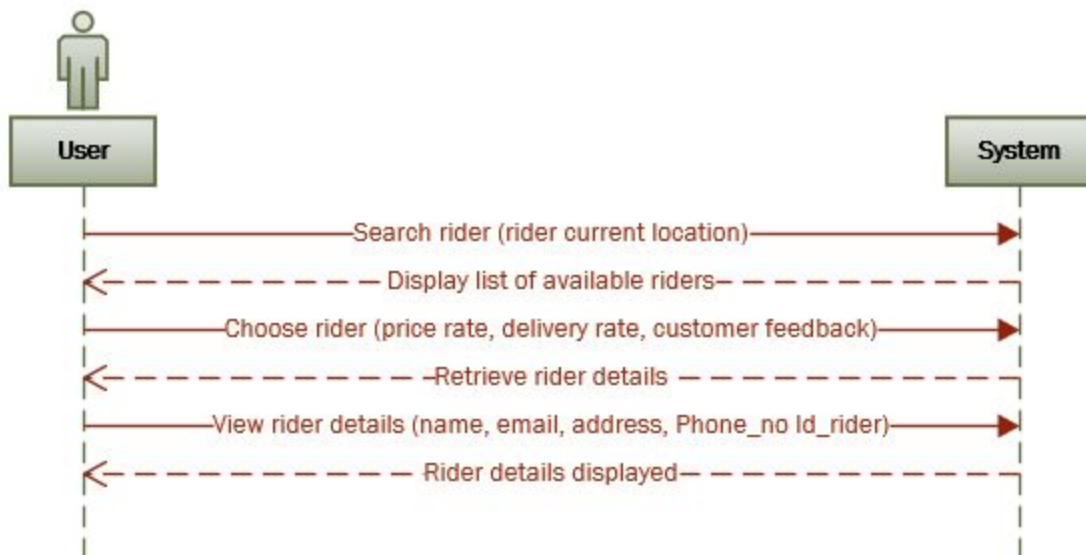 User
System
Search rider (rider current location)
Display list of available riders
Choose rider (price rate, delivery rate, customer feedback)
Retrieve rider details
View rider details (name, email, address, Phone_no Id_rider)
Rider details displayed